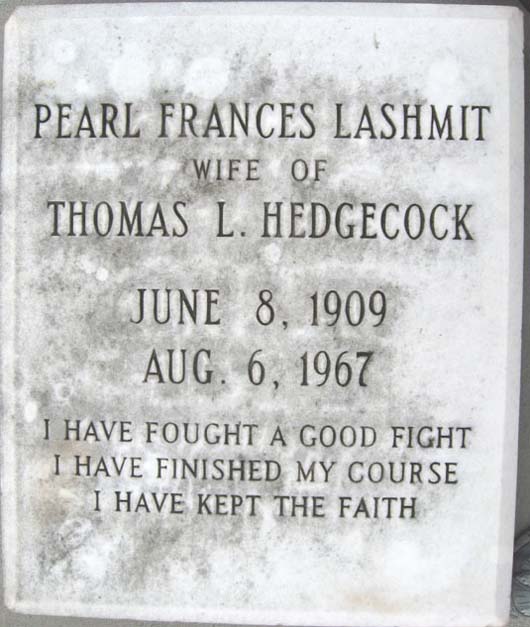 PEARL FRANCES LASHMIT
WIFE OF
THOMAS L. HEDGECOCK
JUNE 8, 1909
AUG. 6, 1967
I HAVE FOUGHT A GOOD FIGHT
I HAVE FINISHED MY COURSE
I HAVE KEPT THE FAITH